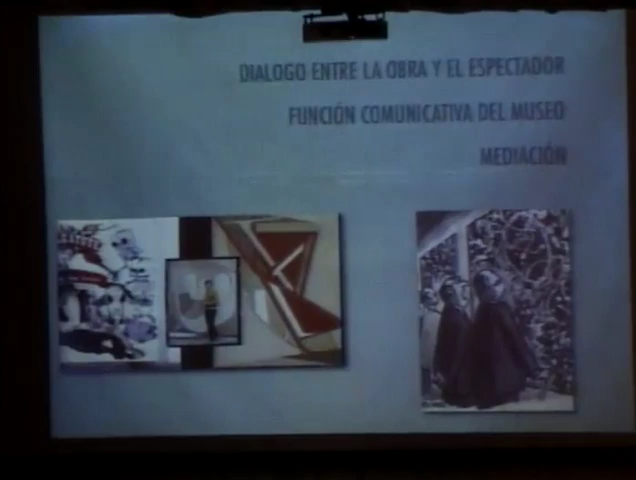 DIALOGO ENTRE LA OBRA Y EL ESPECTADOR
FUNCIÓN COMUNICATIVA DEL MUSEO
MEDIACIÓN